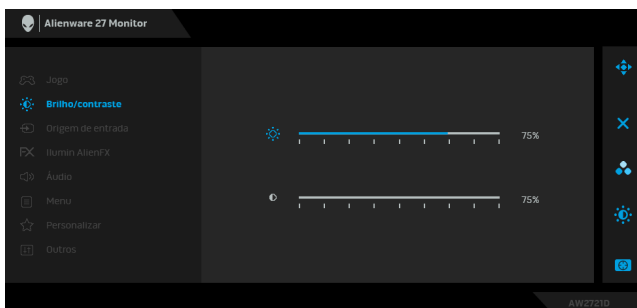 Alienware 27 Monitor
Jogo
Brilho/contraste
Origem de entrada
Ilumin AlienFX
Áudio
Menu
Personalizar
Outros
75%
75%
AW2721D